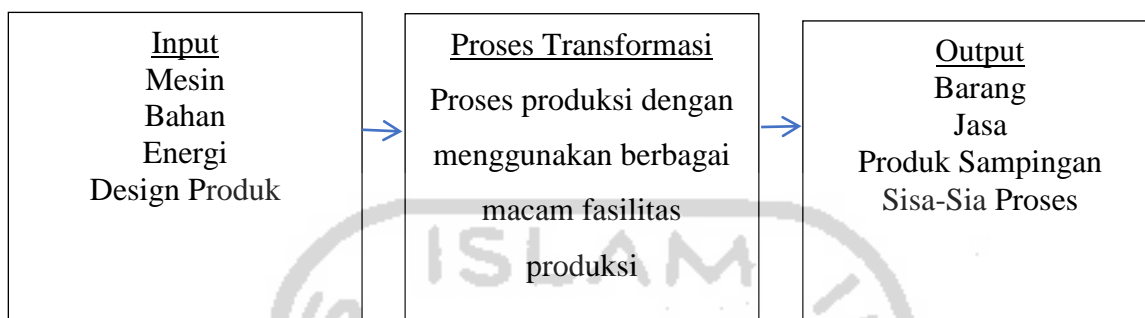 Input
Mesin
Bahan
Energi
Design Produk
Proses Transformasi
Proses produksi dengan
menggunakan berbagai
macam fasilitas
produksi
Output
Barang
Jasa
Produk Sampingan
Sisa-Sia Proses
ISLAM